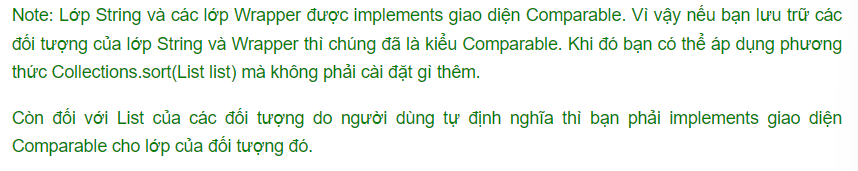 Note: Lớp String và các lớp Wrapper được implements giao diện Comparable. Vì vậy nếu bạn lưu trữ các
đối tượng của lớp String và Wrapper thì chúng đã là kiểu Comparable. Khi đó bạn có thể áp dụng phương
thức Collections.sort(List list) mà không phải cài đặt gì thêm.
Còn đối với List của các đối tượng do người dùng tự định nghĩa thì bạn phải implements giao diện
Comparable cho lớp của đối tượng đó.